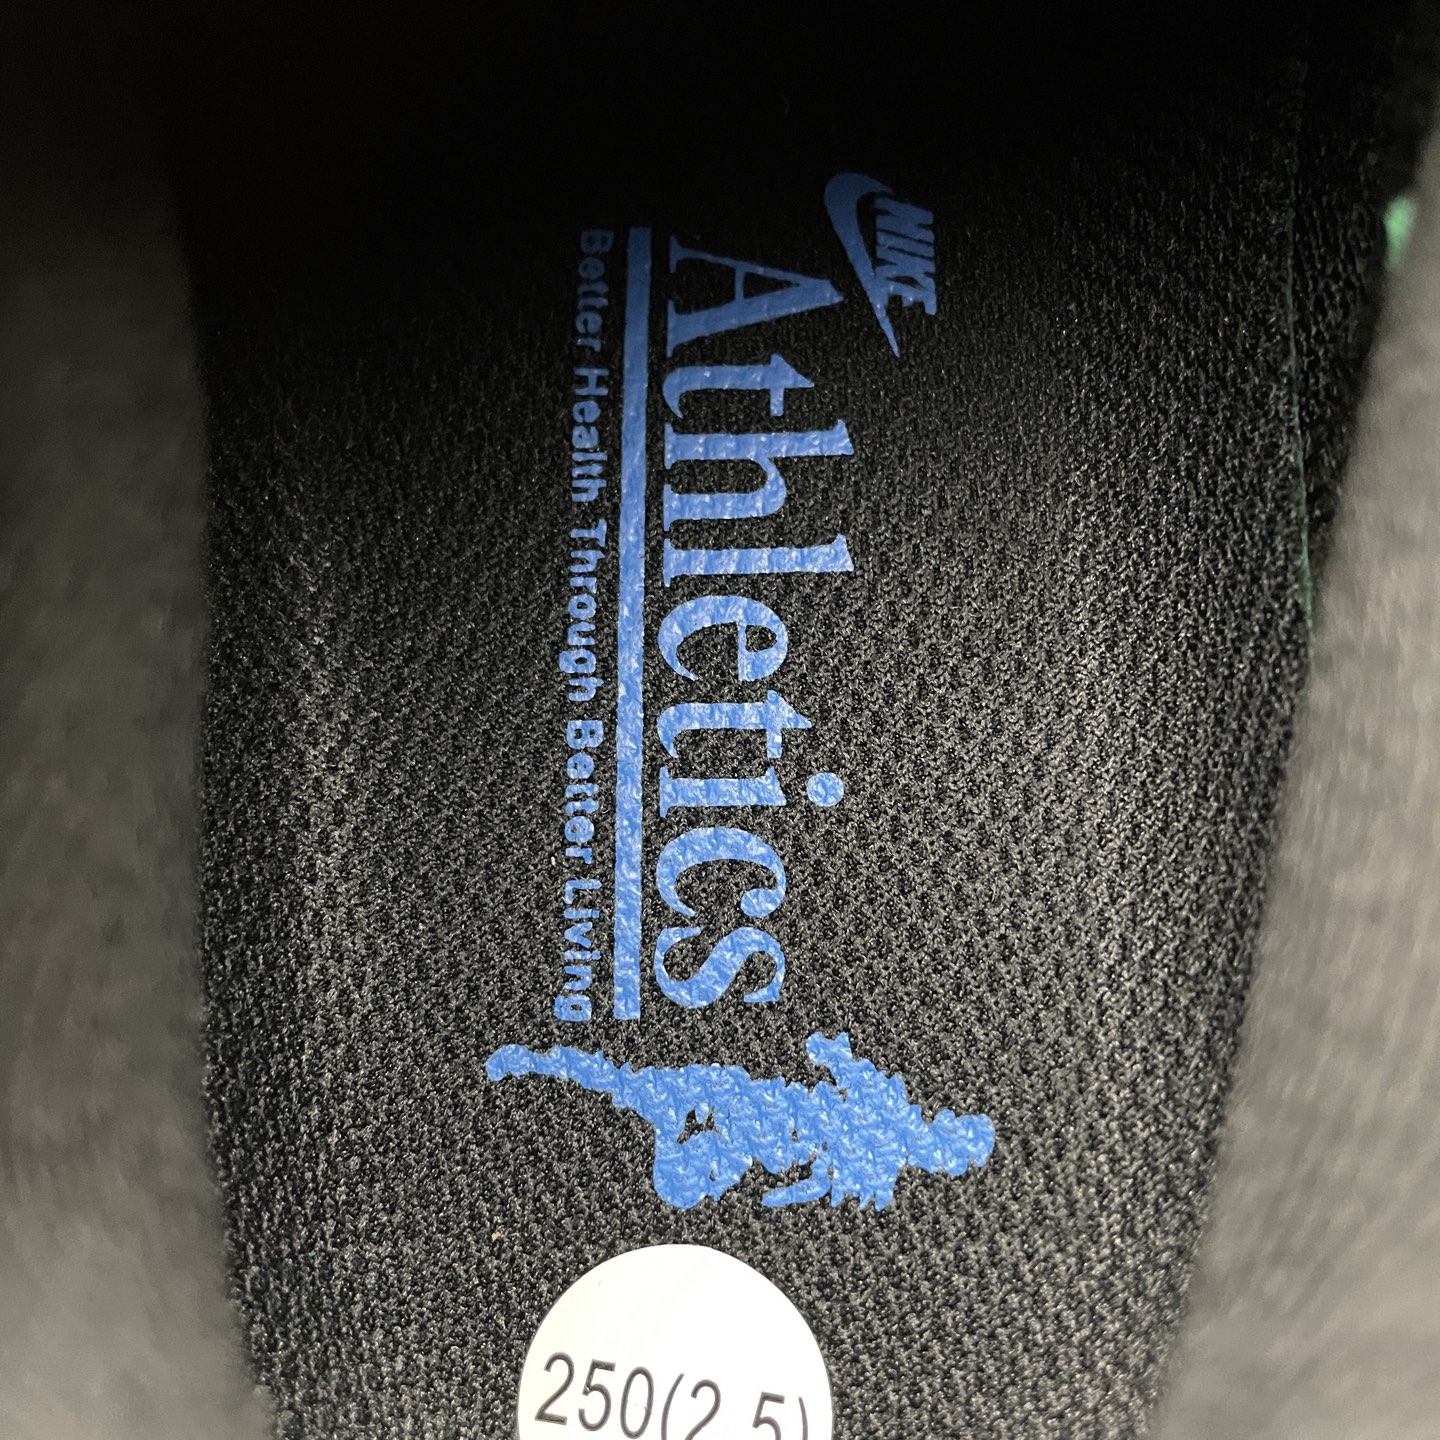 NIKE
Athletics
Better Health Through Better Living
250(2.5)